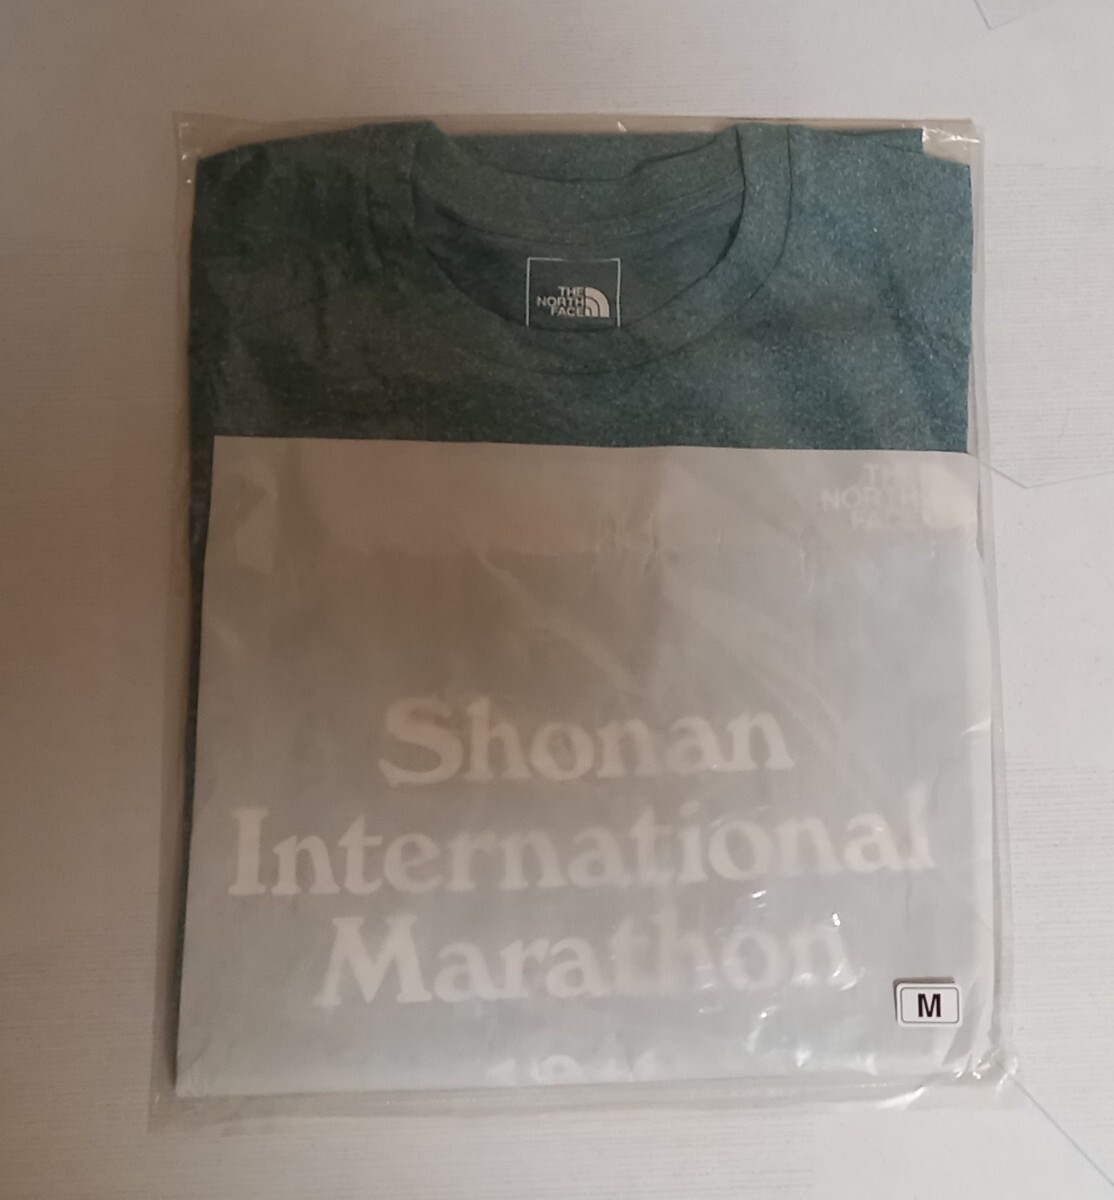 THE
NORTH
FACE
THE
NORTH
FACE
Shonan
International
Marathon
M